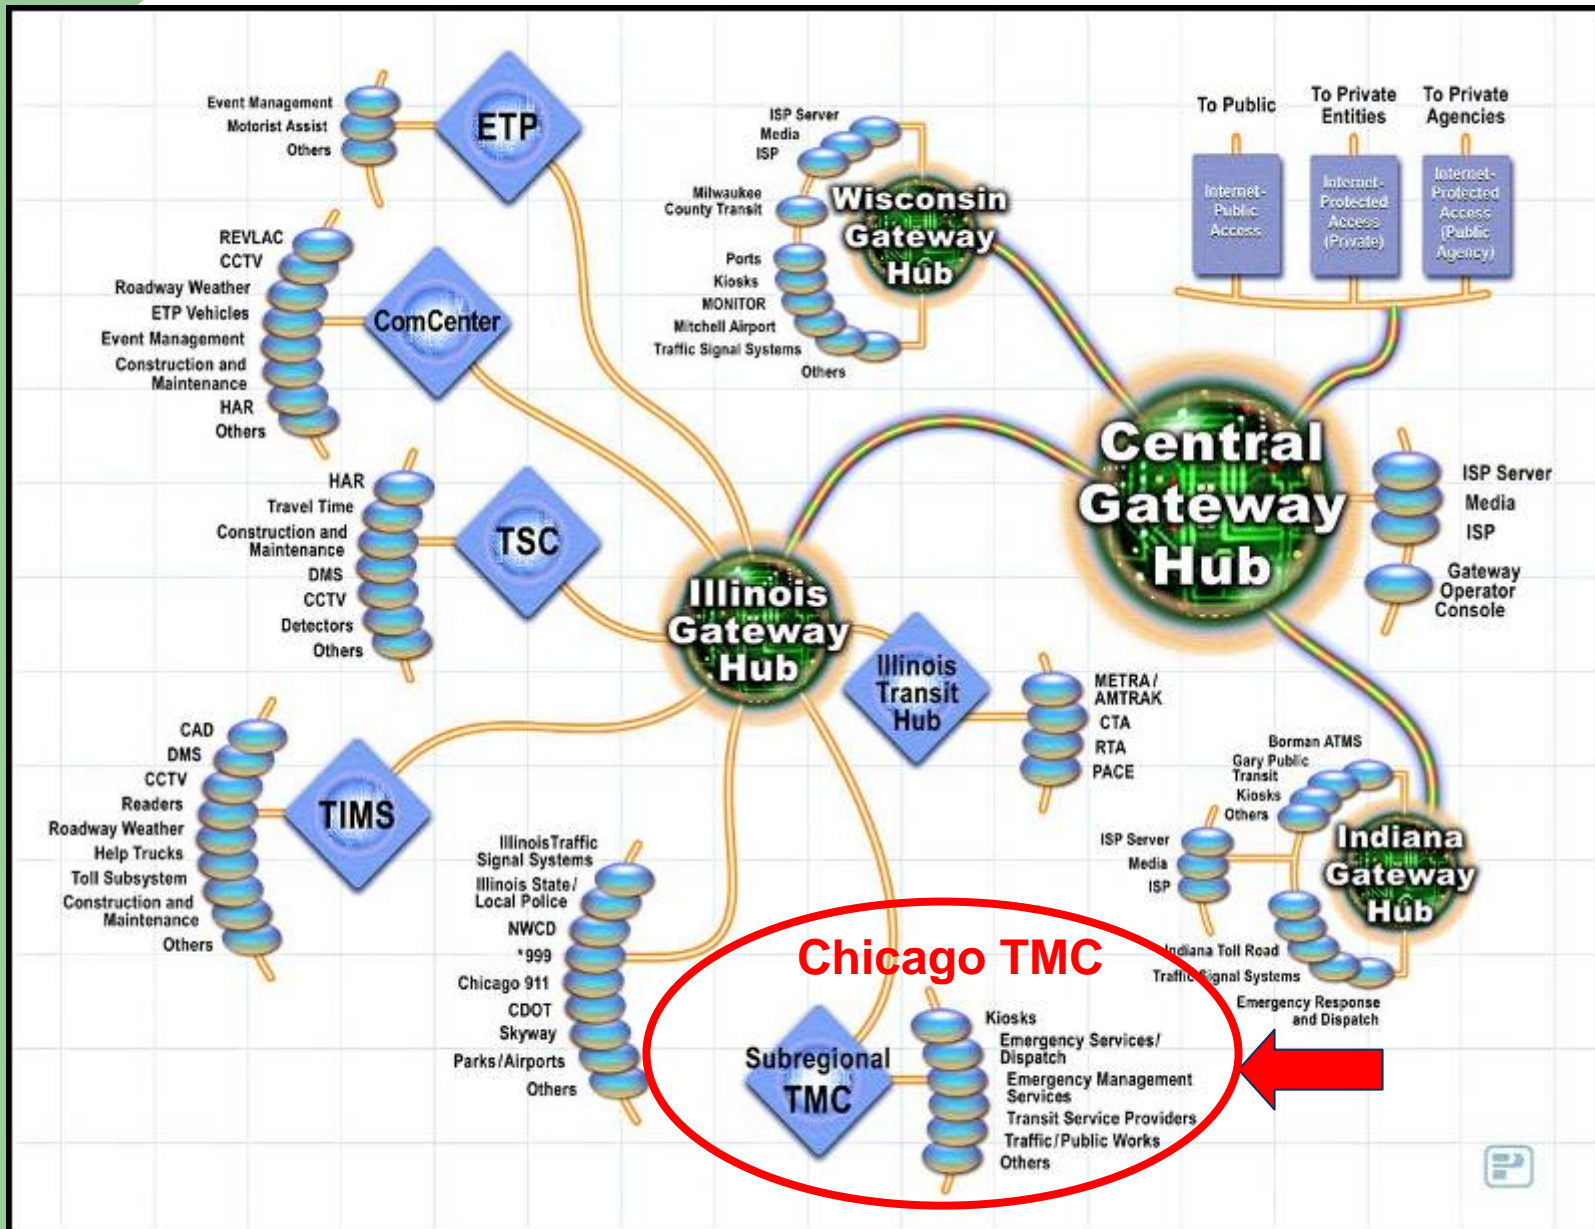 Event Management
Motorist Assist
Others
ETP
REVLAC
CCTV
Roadway Weather
ETP Vehicles
Event Management
Construction and
Maintenance
HAR
Others
ComCenter
HAR
Travel Time
Construction and
Maintenance
DMS
CCTV
Detectors
Others
TSC
CAD
DMS
CCTV
Readers
Roadway Weather
Help Trucks
Toll Subsystem
Construction and
Maintenance
Others
TIMS
ISP Server
Media
ISP
Milwaukee
County Transit
Ports
Kiosks
MONITOR
Mitchell Airport
Traffic Signal Systems
Others
Wisconsin
Gateway
Hub
To Public
To Private
Entities
To Private
Agencies
Internet-
Public
Access
Internet-
Protected
Access
(Private)
Internet-
Protected
Access
(Public
Agency)
Central
Gateway
Hub
ISP Server
Media
ISP
Gateway
Operator
Console
Illinois
Gateway
Hub
Illinois
Transit
Hub
METRA/
AMTRAK
CTA
RTA
PACE
Borman ATMS
Gary Public
Transit
Kiosks
Others
ISP Server
Media
ISP
Indiana
Gateway
Hub
Indiana Toll Road
Traffic Signal Systems
Emergency Response
and Dispatch
Illinois Traffic
Signal Systems
Illinois State/
Local Police
NWCD
*999
Chicago 911
CDOT
Skyway
Parks/Airports
Others
Chicago TMC
Subregional
TMC
Kiosks
Emergency Services/
Dispatch
Emergency Management
Services
Transit Service Providers
Traffic/Public Works
Others